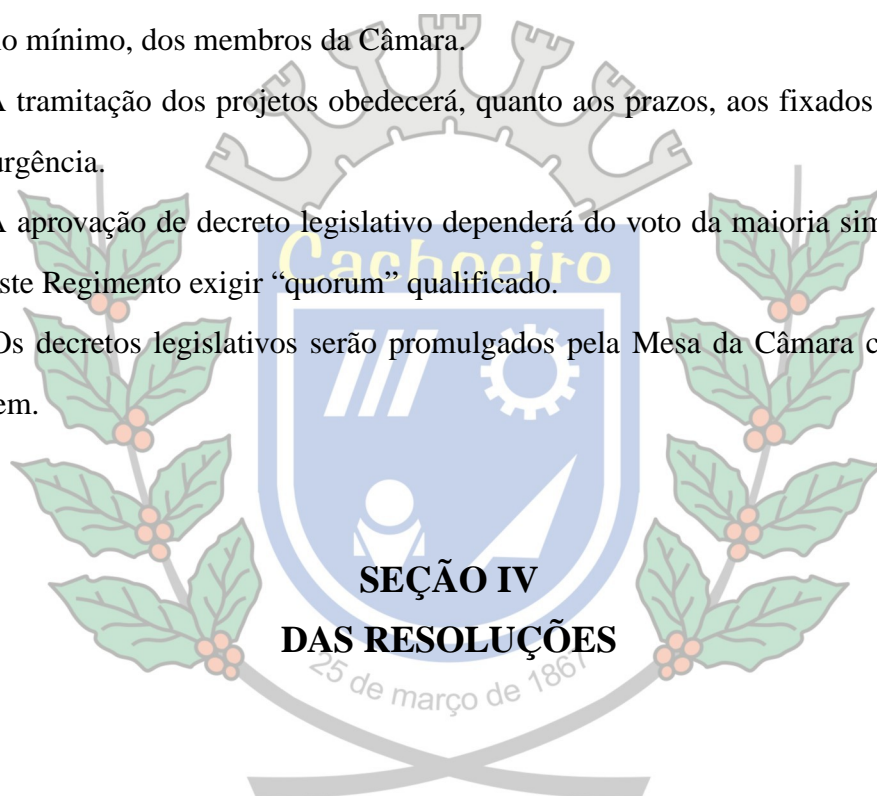 o mínimo, dos membros da Câmara.
A tramitação dos projetos obedecerá, quanto aos prazos, aos fixados
urgência.
A aprovação de decreto legislativo dependerá do voto da maioria sim
ste Regimento exigir “quorum” qualificado.
Os decretos legislativos serão promulgados pela Mesa da Câmara c
em.
Cachoeiro
SEÇÃO IV
DAS RESOLUÇÕES
25 de março de 1867